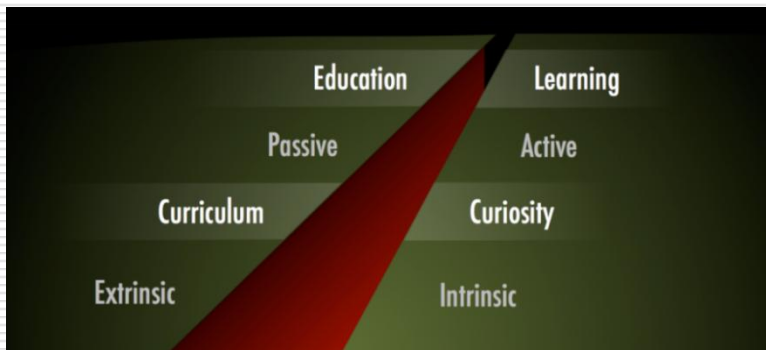 Education Learning
Passive Active
Curriculum Curiosity
Extrinsic Intrinsic